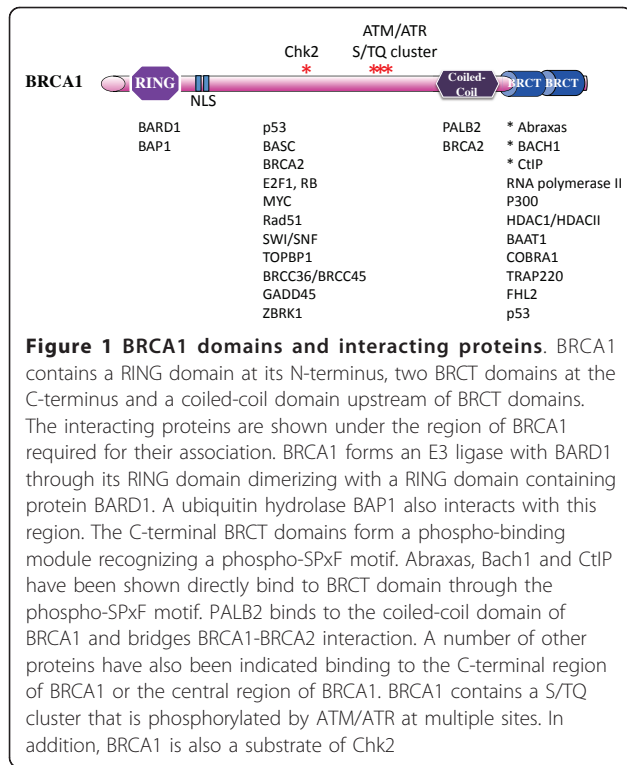 ATM/ATR
Chk2 S/TQ cluster
* ***
BRCA1 RING Coiled-Coil BRCT BRCT
NLS
BARD1 p53 PALB2 * Abraxas
BAP1 BASC BRCA2 * BACH1
BRCA2 * CtIP
E2F1, RB RNA polymerase II
MYC P300
Rad51 HDAC1/HDACII
SWI/SNF BAAT1
TOPBP1 COBRA1
BRCC36/BRCC45 TRAP220
GADD45 FHL2
ZBRK1 p53
Figure 1 BRCA1 domains and interacting proteins. BRCA1
contains a RING domain at its N-terminus, two BRCT domains at the
C-terminus and a coiled-coil domain upstream of BRCT domains.
The interacting proteins are shown under the region of BRCA1
required for their association. BRCA1 forms an E3 ligase with BARD1
through its RING domain dimerizing with a RING domain containing
protein BARD1. A ubiquitin hydrolase BAP1 also interacts with this
region. The C-terminal BRCT domains form a phospho-binding
module recognizing a phospho-SPxF motif. Abraxas, Bach1 and CtIP
have been shown directly bind to BRCT domain through the
phospho-SPxF motif. PALB2 binds to the coiled-coil domain of
BRCA1 and bridges BRCA1-BRCA2 interaction. A number of other
proteins have also been indicated binding to the C-terminal region
of BRCA1 or the central region of BRCA1. BRCA1 contains a S/TQ
cluster that is phosphorylated by ATM/ATR at multiple sites. In
addition, BRCA1 is also a substrate of Chk2